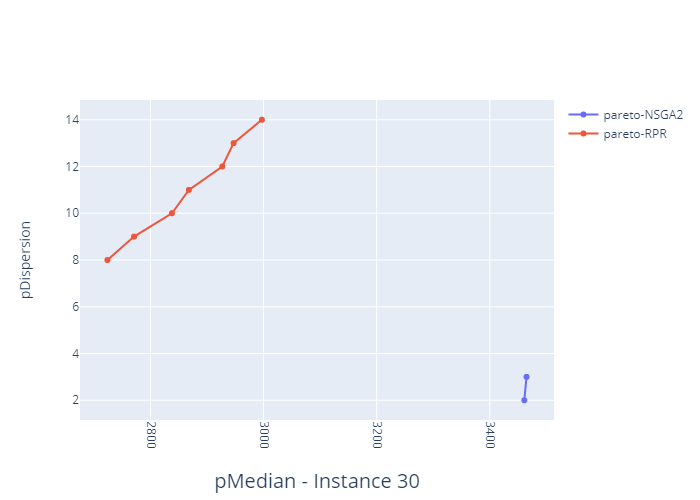 pareto-NSGA2
pareto-RPR
14
12
10
8
6
4
2
pDispersion
2800
3000
3200
3400
pMedian - Instance 30